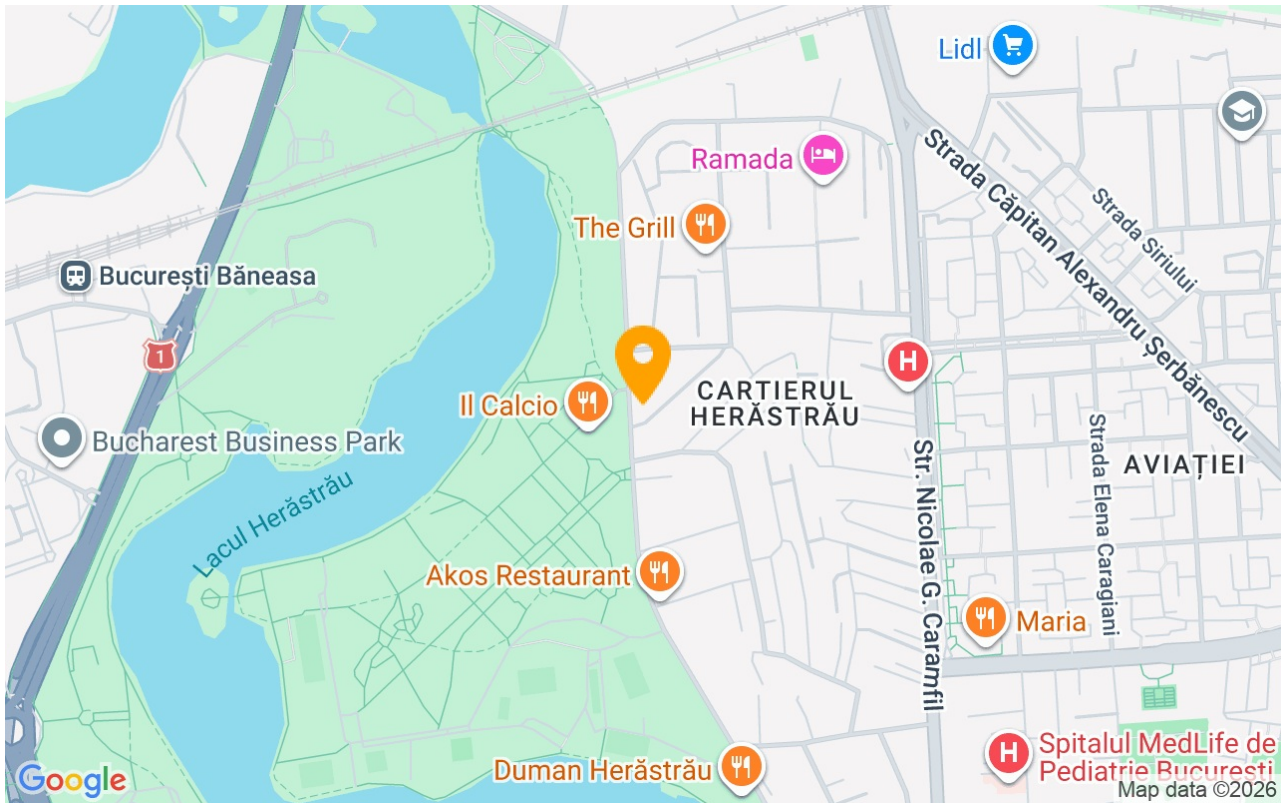 Lidl
Strada Căpitan Alexandru Șerbănescu
Ramada
Strada Siriului
The Grill
București Băneasa
1
H
CARTIERUL
HERĂSTRĂU
Il Calcio
Bucharest Business Park
Lacul Herăstrău
Str. Nicolae G. Caramfil
Strada Elena Caragiani
AVIAȚIEI
Akos Restaurant
Maria
H
Spitalul MedLife de
Pediatrie București
Duman Herăstrău
Google
Map data ©2026